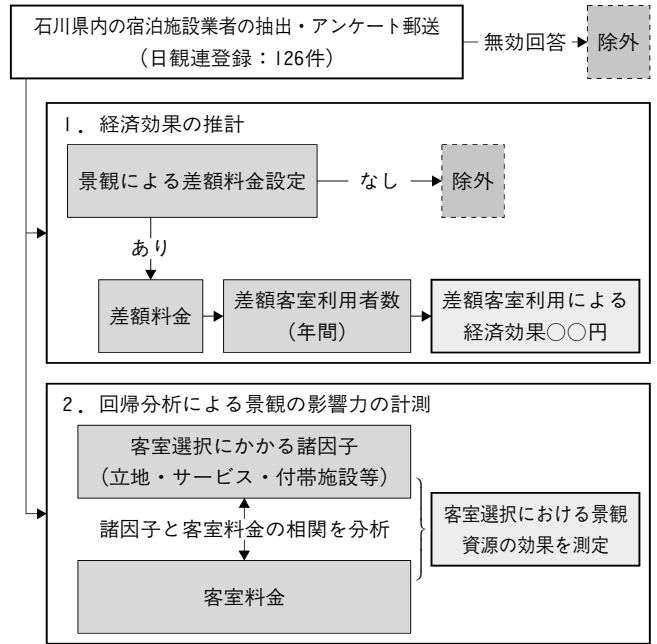 石川県内の宿泊施設業者の抽出・アンケート郵送
（日観連登録：126件）
無効回答
除外
1．経済効果の推計
景観による差額料金設定
なし
除外
あり
差額料金
差額客室利用者数
（年間）
差額客室利用による
経済効果○○円
2．回帰分析による景観の影響力の計測
客室選択にかかる諸因子
（立地・サービス・付帯施設等）
諸因子と客室料金の相関を分析
客室料金
客室選択における景観
資源の効果を測定